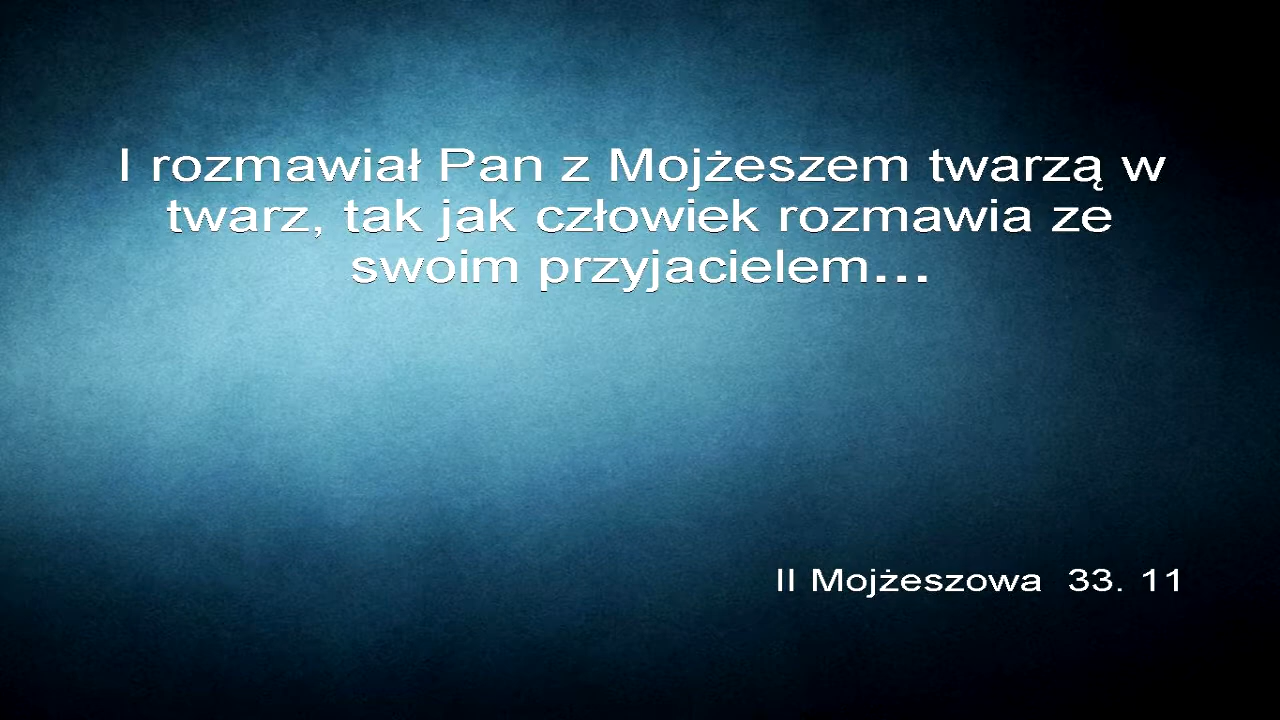 I rozmawiał Pan z Mojżeszem twarzą w
twarz, tak jak człowiek rozmawia ze
swoim przyjacielem...
II Mojżeszowa 33. 11